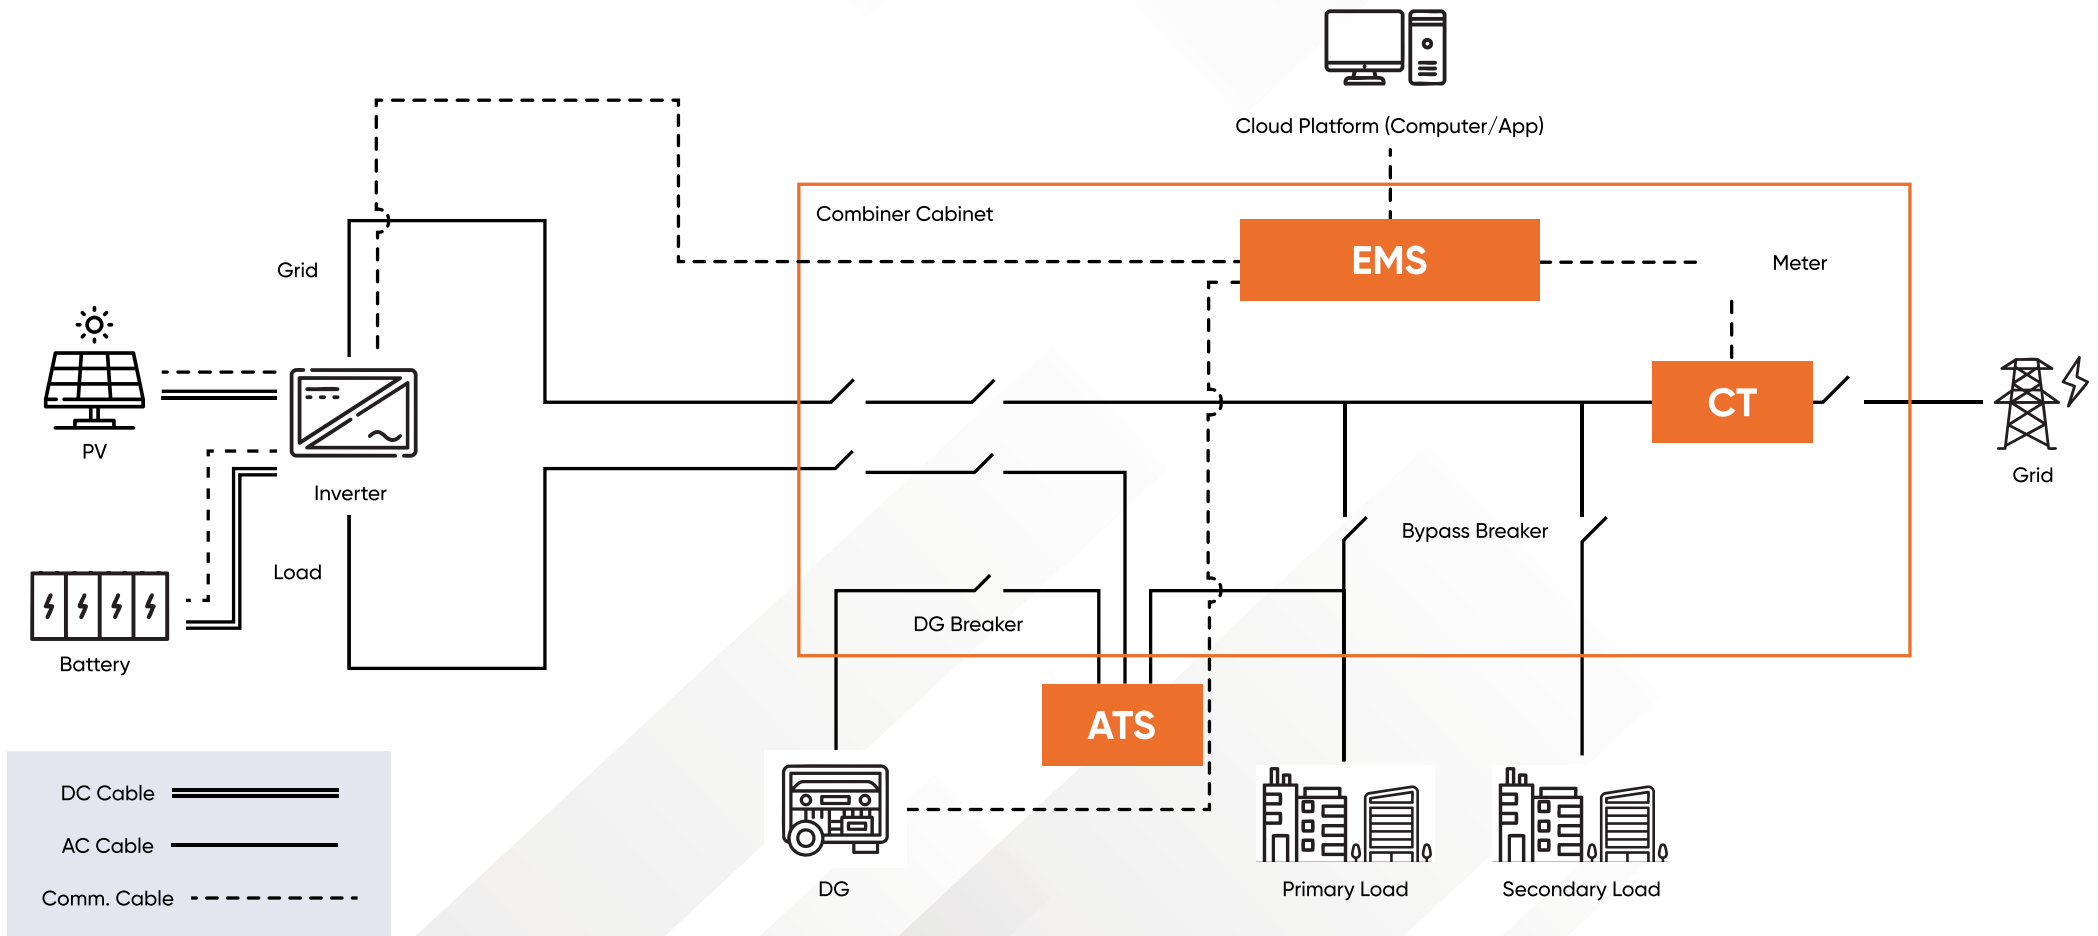 Cloud Platform (Computer/App)
Combiner Cabinet
EMS
Meter
Grid
PV
Inverter
CT
Grid
Load
Bypass Breaker
DG Breaker
Battery
ATS
DC Cable
AC Cable
Comm. Cable
DG
Primary Load
Secondary Load